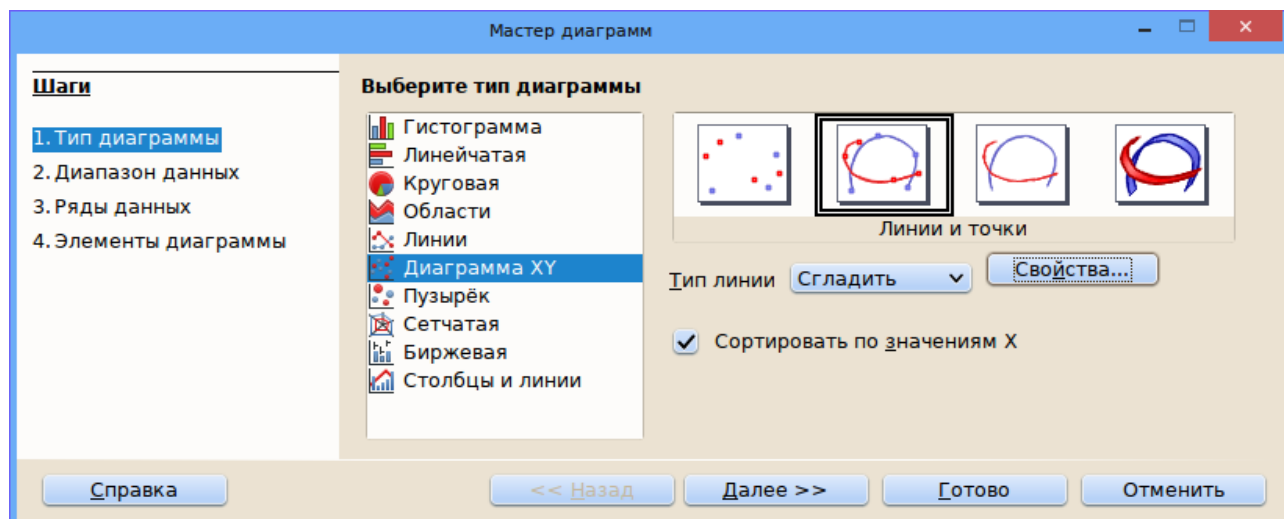 Мастер диаграмм
Шаги
1. Тип диаграммы
2. Диапазон данных
3. Ряды данных
4. Элементы диаграммы
Выберите тип диаграммы
Гистограмма
Линейчатая
Круговая
Области
Линии
Диаграмма XY
Пузырёк
Сетчатая
Биржевая
Столбцы и линии
Линии и точки
Тип линии Сгладить Свойства...
Сортировать по значениям X
Справка << Назад Далее >> Готово Отменить